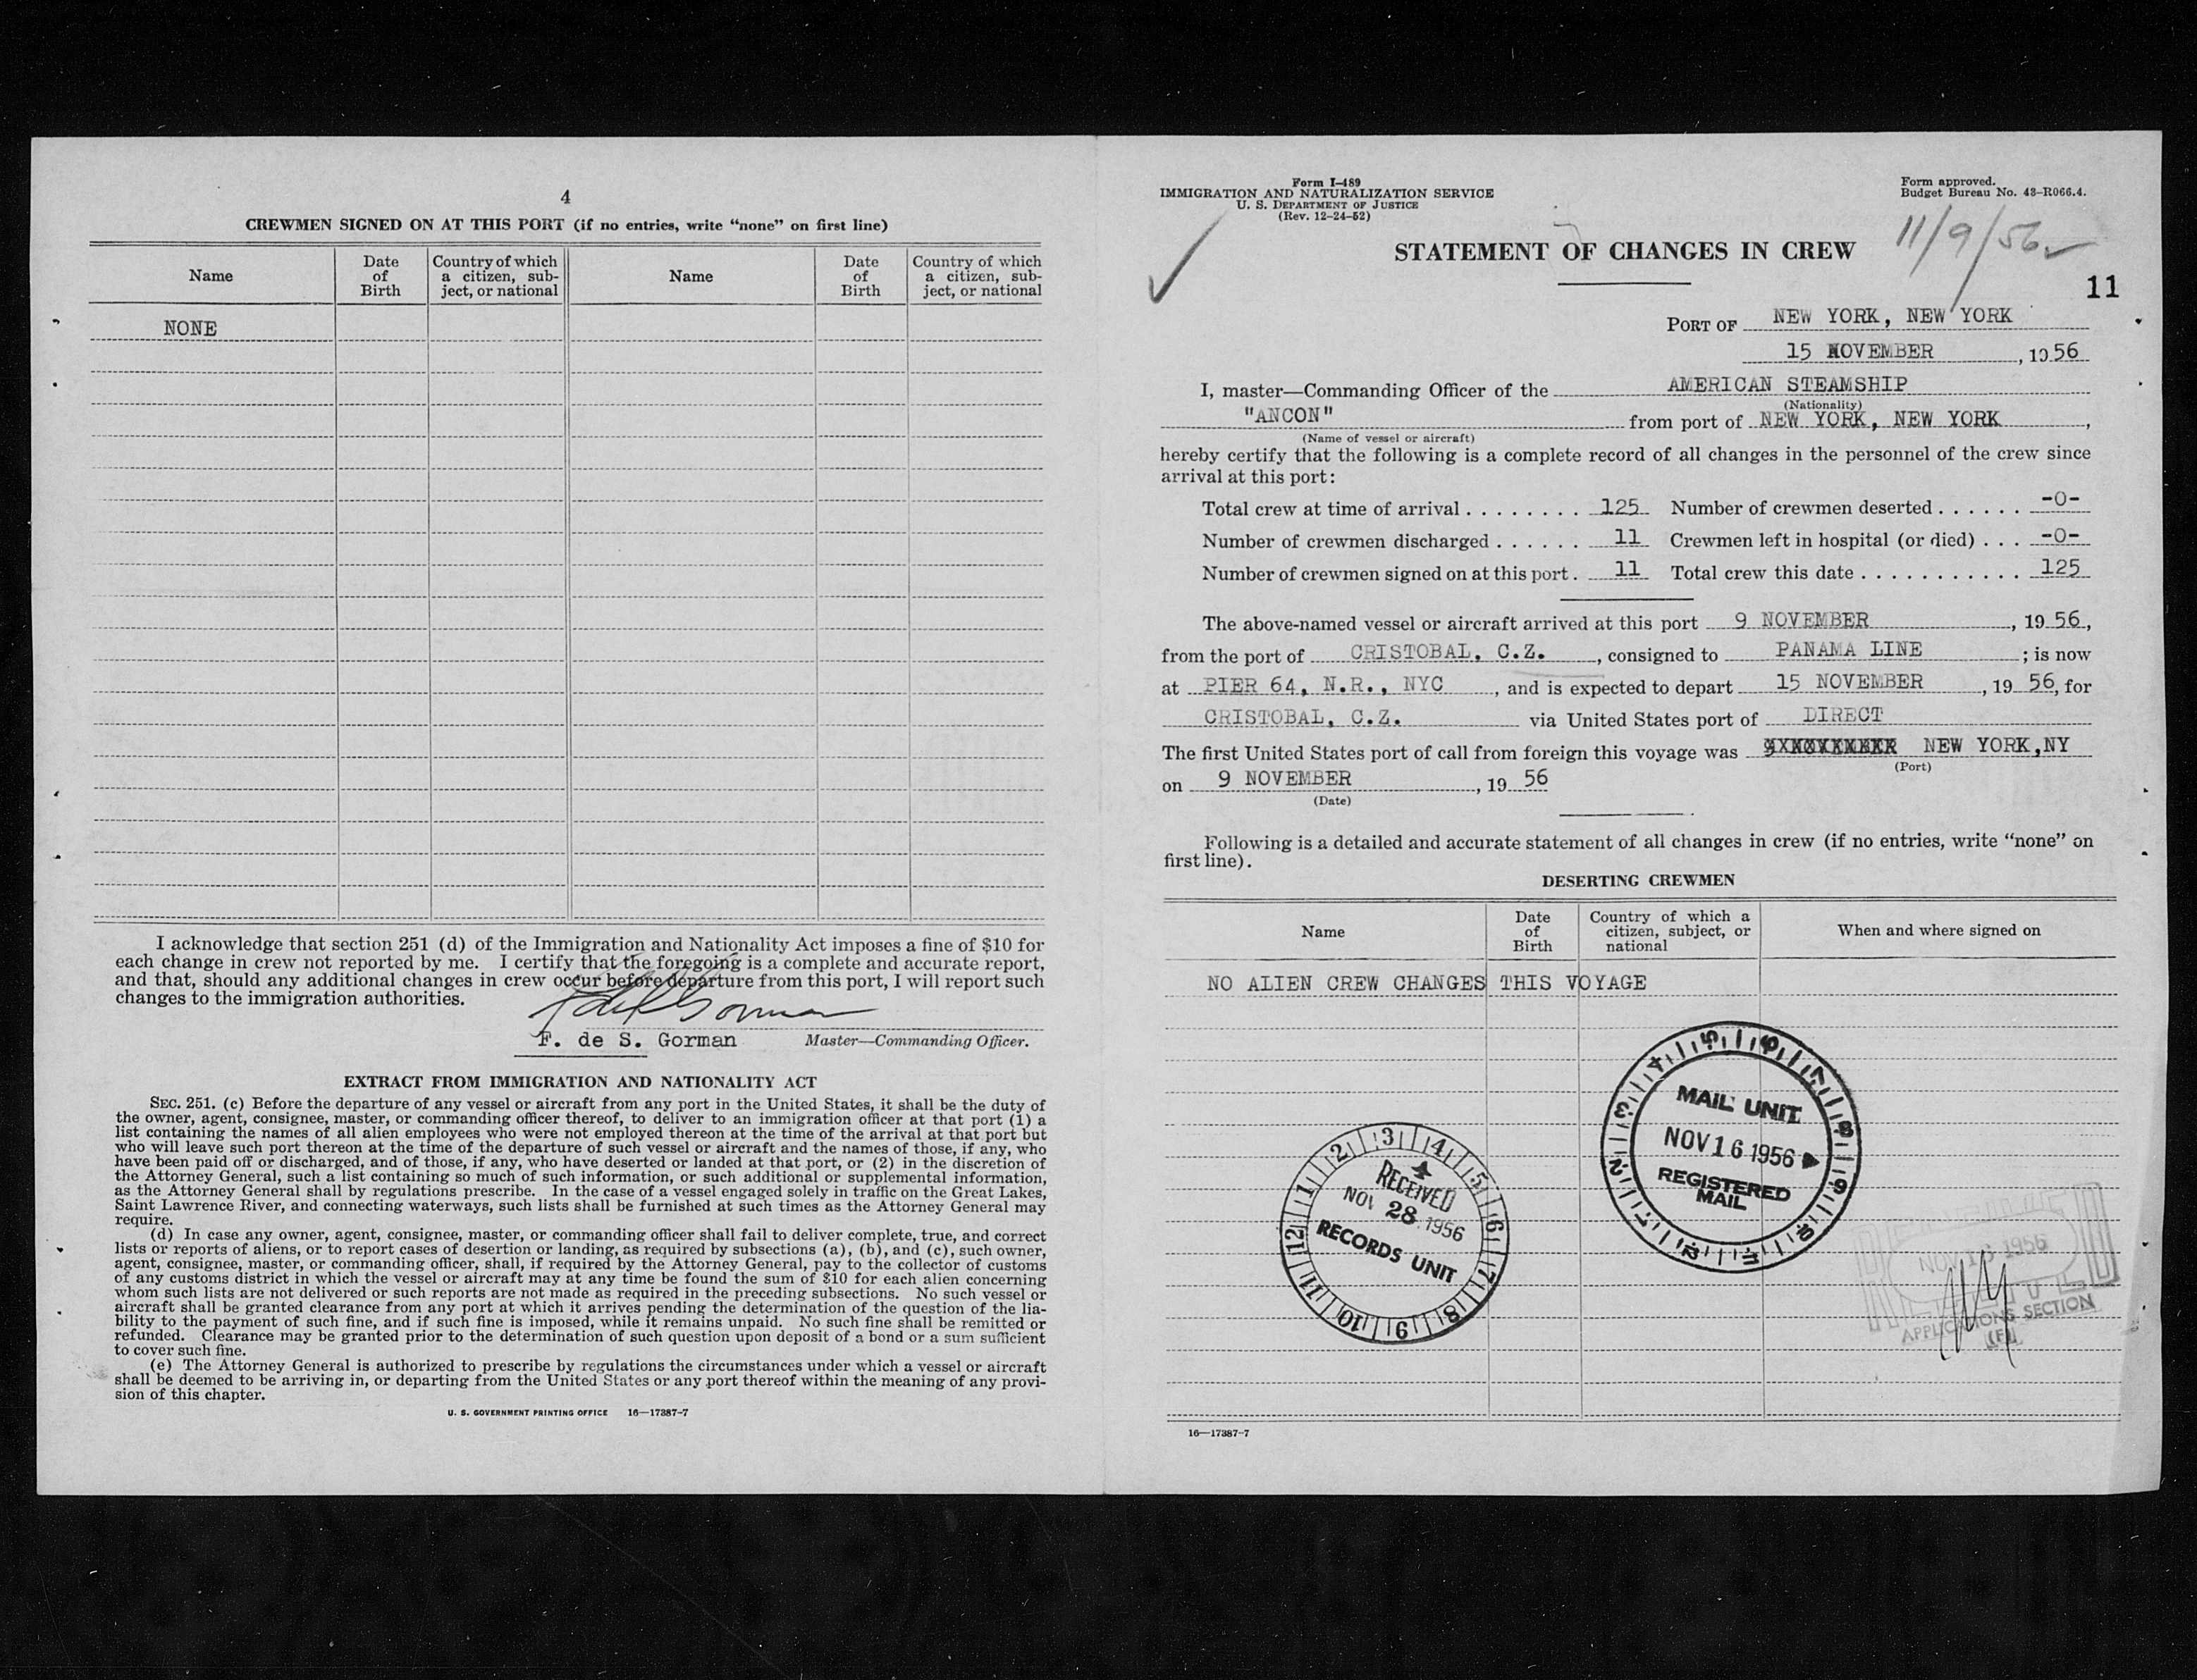 4
CREWMEN SIGNED ON AT THIS PORT (if no entries, write “none” on first line)
Name
Date of Birth
Country of which a citizen, sub-ject, or national
Name
Date of Birth
Country of which a citizen, sub-ject, or national
NONE
I acknowledge that section 251 (d) of the Immigration and Nationality Act imposes a fine of $10 for
each change in crew not reported by me. I certify that the foregoing is a complete and accurate report,
and that, should any additional changes in crew occur before departure from this port, I will report such
changes to the immigration authorities.
F. de S. Gorman Master—Commanding Officer.
EXTRACT FROM IMMIGRATION AND NATIONALITY ACT
SEC. 251. (c) Before the departure of any vessel or aircraft from any port in the United States, it shall be the duty of
the owner, agent, consignee, master, or commanding officer thereof, to deliver to an immigration officer at that port (1) a
list containing the names of all alien employees who were not employed thereon at the time of the arrival at that port but
who will leave such port thereon at the time of the departure of such vessel or aircraft and the names of those, if any, who
have been paid off or discharged, and of those, if any, who have deserted or landed at that port, or (2) in the discretion of
the Attorney General, such a list containing so much of such information, or such additional or supplemental information,
as the Attorney General shall by regulations prescribe. In the case of a vessel engaged solely in traffic on the Great Lakes,
Saint Lawrence River, and connecting waterways, such lists shall be furnished at such times as the Attorney General may
require.
(d) In case any owner, agent, consignee, master, or commanding officer shall fail to deliver complete, true, and correct
lists or reports of aliens, or to report cases of desertion or landing, as required by subsections (a), (b), and (c), such owner,
agent, consignee, master, or commanding officer, shall, if required by the Attorney General, pay to the collector of customs
of any customs district in which the vessel or aircraft may at any time be found the sum of $10 for each alien concerning
whom such lists are not delivered or such reports are not made as required in the preceding subsections. No such vessel or
aircraft shall be granted clearance from any port at which it arrives pending the determination of the question of the lia-
bility to the payment of such fine, and if such fine is imposed, while it remains unpaid. No such fine shall be remitted or
refunded. Clearance may be granted prior to the determination of such question upon deposit of a bond or a sum sufficient
to cover such fine.
(e) The Attorney General is authorized to prescribe by regulations the circumstances under which a vessel or aircraft
shall be deemed to be arriving in, or departing from the United States or any port thereof within the meaning of any provi-
sion of this chapter.
U. S. GOVERNMENT PRINTING OFFICE 16—17387-7
Form I-489
IMMIGRATION AND NATURALIZATION SERVICE
U. S. DEPARTMENT OF JUSTICE
(Rev. 12-24-52)
Form approved.
Budget Bureau No. 43-R066.4.
11/9/56
STATEMENT OF CHANGES IN CREW
11
PORT OF NEW YORK, NEW YORK
15 NOVEMBER, 1956
I, master—Commanding Officer of the AMERICAN STEAMSHIP
(Nationality)
"ANCON" from port of NEW YORK, NEW YORK,
(Name of vessel or aircraft)
hereby certify that the following is a complete record of all changes in the personnel of the crew since
arrival at this port:
Total crew at time of arrival . . . . . . . . 125 Number of crewmen deserted . . . . . . -0-
Number of crewmen discharged . . . . . . 11 Crewmen left in hospital (or died) . . . -0-
Number of crewmen signed on at this port . 11 Total crew this date . . . . . . . . . . . . 125
The above-named vessel or aircraft arrived at this port 9 NOVEMBER, 19 56,
from the port of CRISTOBAL, C.Z., consigned to PANAMA LINE; is now
at PIER 64, N.R., NYC, and is expected to depart 15 NOVEMBER, 19 56, for
CRISTOBAL, C.Z. via United States port of DIRECT
The first United States port of call from foreign this voyage was NEW YORK,NY
(Port)
on 9 NOVEMBER, 19 56
(Date)
Following is a detailed and accurate statement of all changes in crew (if no entries, write “none” on
first line).
DESERTING CREWMEN
Name
Date of Birth
Country of which a citizen, subject, or national
When and where signed on
NO ALIEN CREW CHANGES THIS VOYAGE
MAIL UNIT
NOV 16 1956
REGISTERED
MAIL
RECEIVED
NOV 28 1956
RECORDS UNIT
1 2 3 4 5 6 7 8 9 10 11 12
APPLICATIONS SECTION
16—17387-7